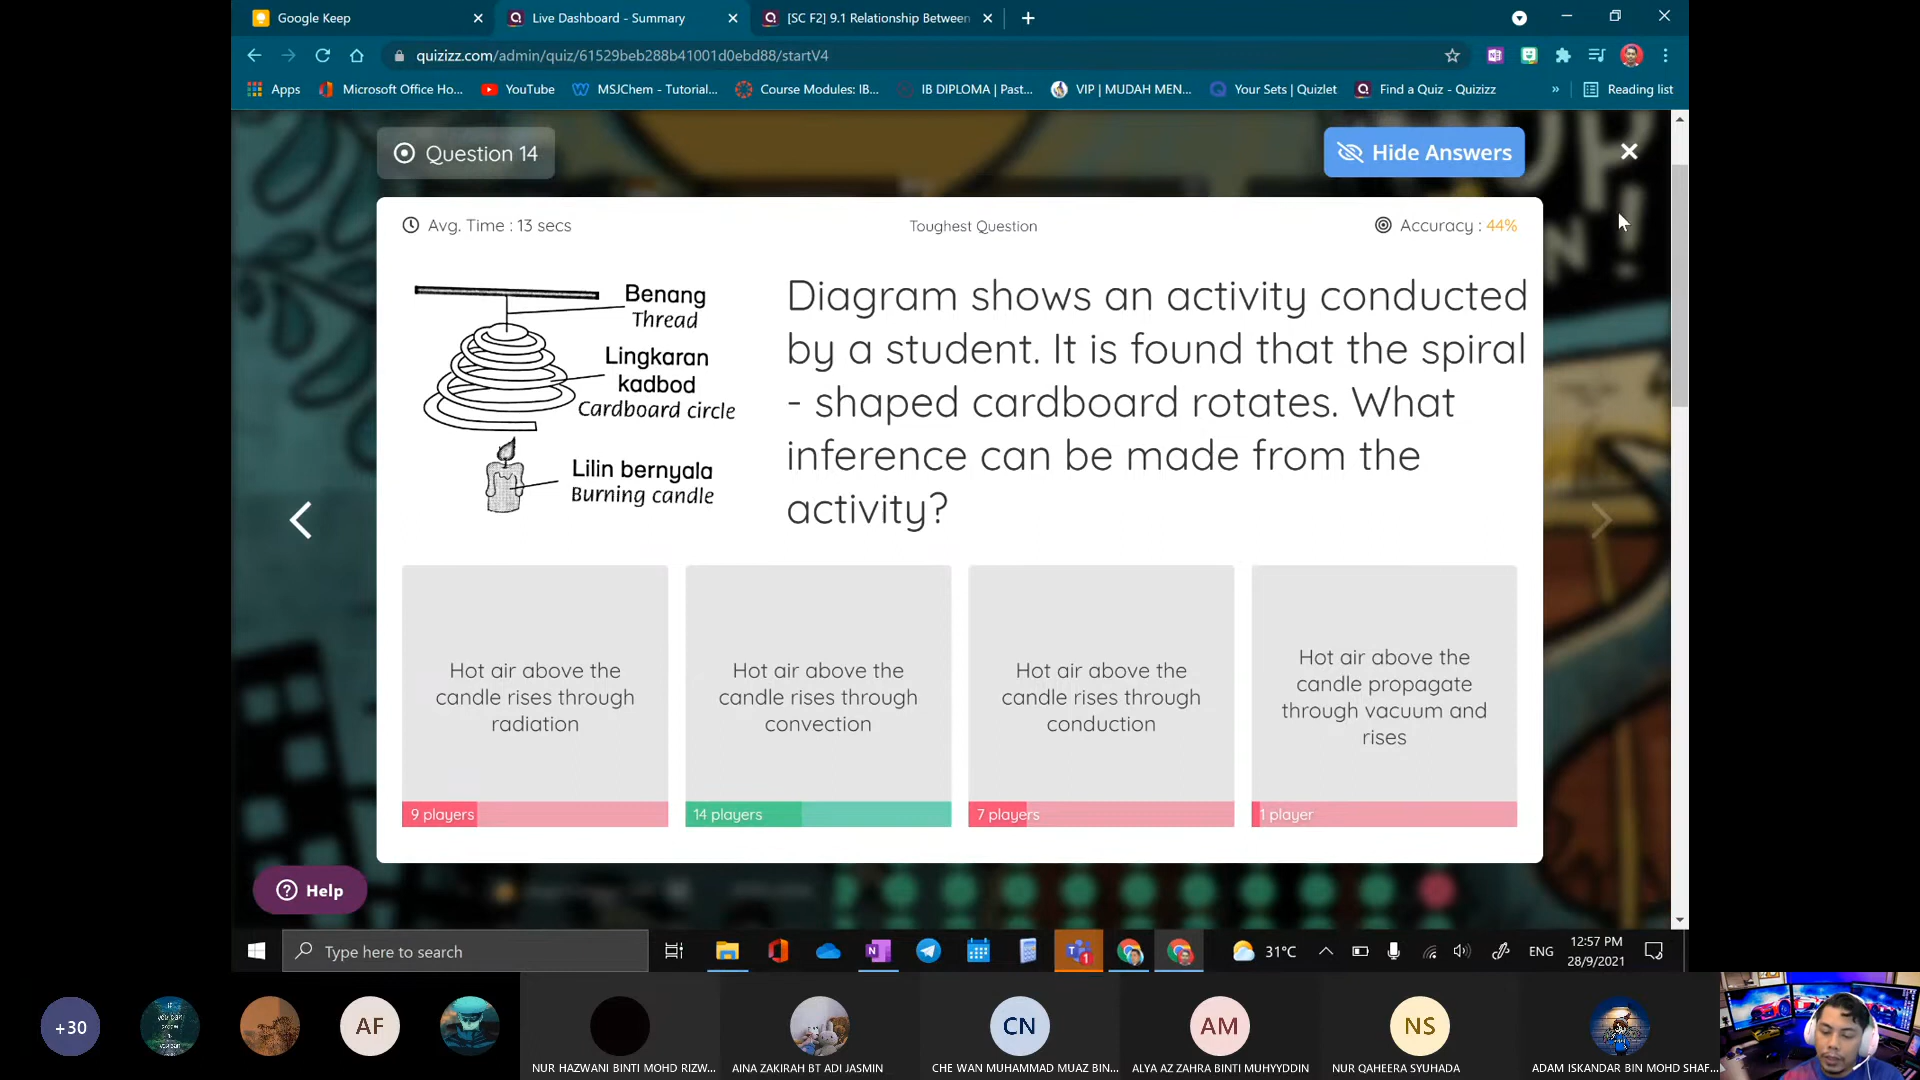 Google Keep
Live Dashboard - Summary
[SC F2] 9.1 Relationship Between
quizizz.com/admin/quiz/61529beb288b41001d0ebd88/startV4
Apps
Microsoft Office Ho...
YouTube
MSJChem - Tutorial...
Course Modules: IB...
IB DIPLOMA | Past...
VIP | MUDAH MEN...
Your Sets | Quizlet
Find a Quiz - Quizizz
»
Reading list
Question 14
Hide Answers
Avg. Time : 13 secs
Toughest Question
Accuracy : 44%
Benang
Thread
Lingkaran
kadbod
Cardboard circle
Lilin bernyala
Burning candle
Diagram shows an activity conducted
by a student. It is found that the spiral
- shaped cardboard rotates. What
inference can be made from the
activity?
Hot air above the
candle rises through
radiation
9 players
Hot air above the
candle rises through
convection
14 players
Hot air above the
candle rises through
conduction
7 players
Hot air above the
candle propagate
through vacuum and
rises
1 player
Help
Type here to search
31°C
ENG
12:57 PM
28/9/2021
+30
AF
CN
AM
NS
NUR HAZWANI BINTI MOHD RIZW...
AINA ZAKIRAH BT ADI JASMIN
CHE WAN MUHAMMAD MUAZ BIN...
ALYA AZ ZAHRA BINTI MUHYYDDIN
NUR QAHEERA SYUHADA
ADAM ISKANDAR BIN MOHD SHAF...